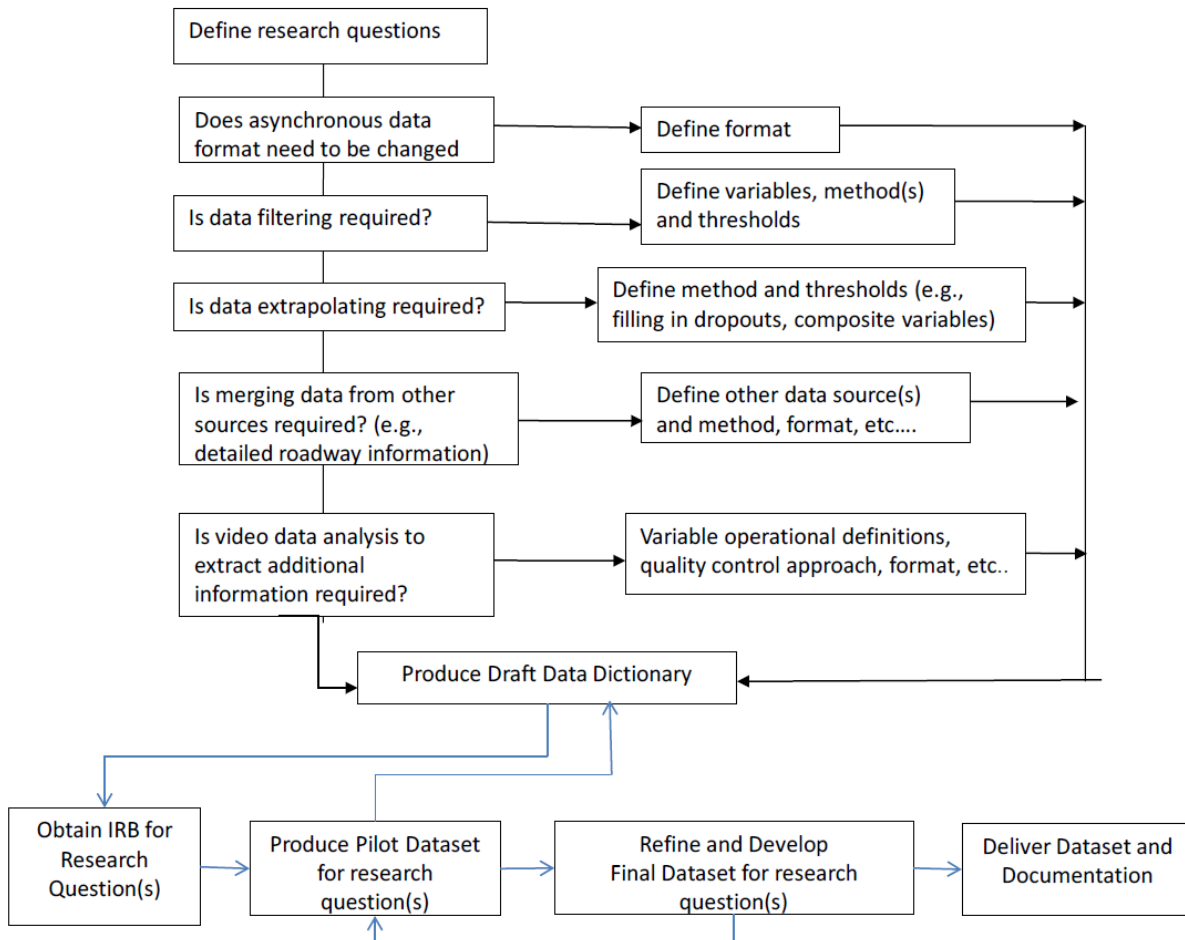 Define research questions
Does asynchronous data
format need to be changed
Define format
Is data filtering required?
Define variables, method(s)
and thresholds
Is data extrapolating required?
Define method and thresholds (e.g.,
filling in dropouts, composite variables)
Is merging data from other
sources required? (e.g.,
detailed roadway information)
Define other data source(s)
and method, format, etc....
Is video data analysis to
extract additional
information required?
Variable operational definitions,
quality control approach, format, etc..
Produce Draft Data Dictionary
Obtain IRB for
Research
Question(s)
Produce Pilot Dataset
for research
question(s)
Refine and Develop
Final Dataset for research
question(s)
Deliver Dataset and
Documentation